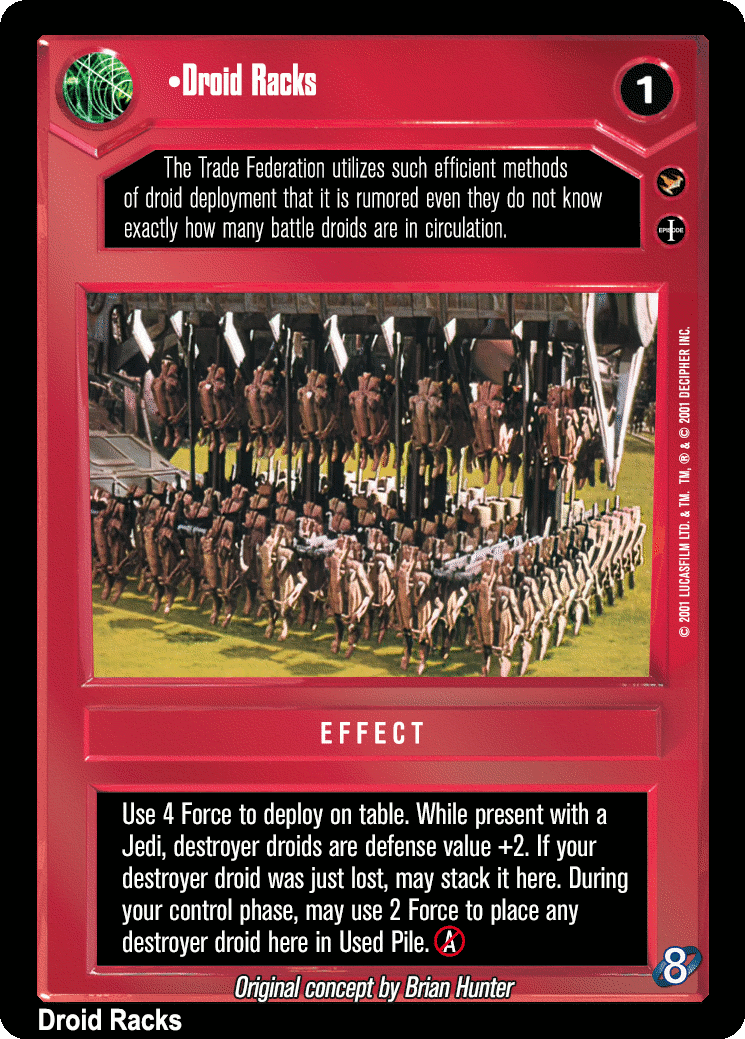 •Droid Racks
1
The Trade Federation utilizes such efficient methods
of droid deployment that it is rumored even they do not know
exactly how many battle droids are in circulation.
EPISODE I
© 2001 LUCASFILM LTD. & TM. TM, ® & © 2001 DECIPHER INC.
EFFECT
Use 4 Force to deploy on table. While present with a
Jedi, destroyer droids are defense value +2. If your
destroyer droid was just lost, may stack it here. During
your control phase, may use 2 Force to place any
destroyer droid here in Used Pile. A
8
Original concept by Brian Hunter
Droid Racks